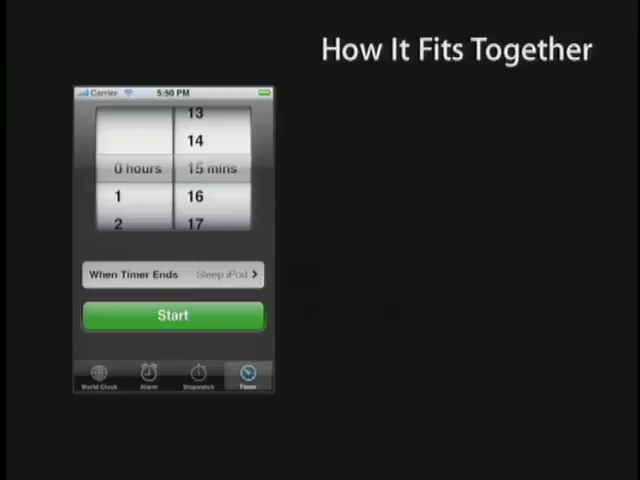 How It Fits Together
Carrier 5:50 PM
13
14
0 hours 15 mins
1 16
2 17
When Timer Ends Sleep iPod
Start
World Clock Alarm Stopwatch Timer